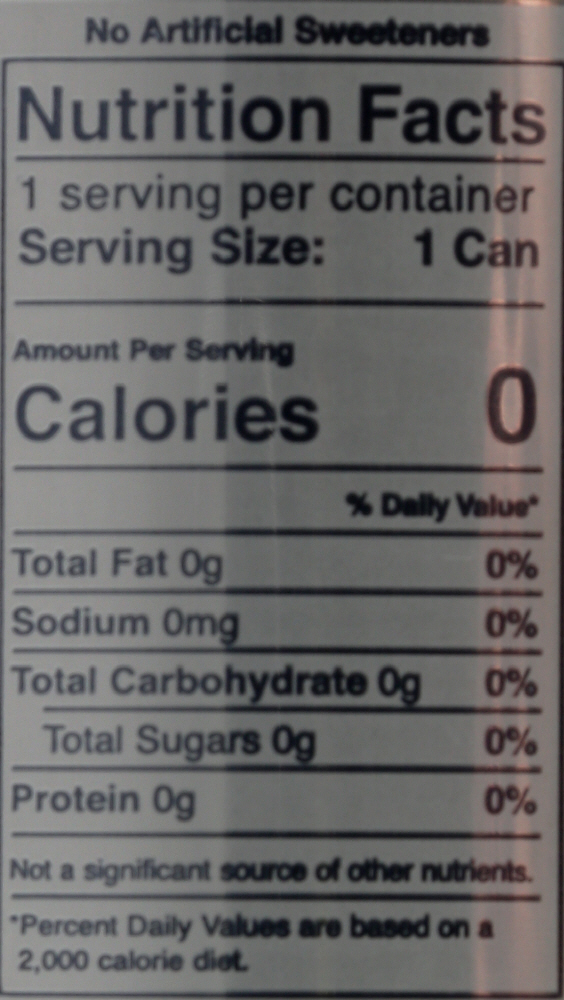 No Artificial Sweeteners
Nutrition Facts
1 serving per container
Serving Size: 1 Can
Amount Per Serving
Calories 0
% Daily Value*
Total Fat 0g 0%
Sodium 0mg 0%
Total Carbohydrate 0g 0%
Total Sugars 0g 0%
Protein 0g 0%
Not a significant source of other nutrients.
*Percent Daily Values are based on a
2,000 calorie diet.